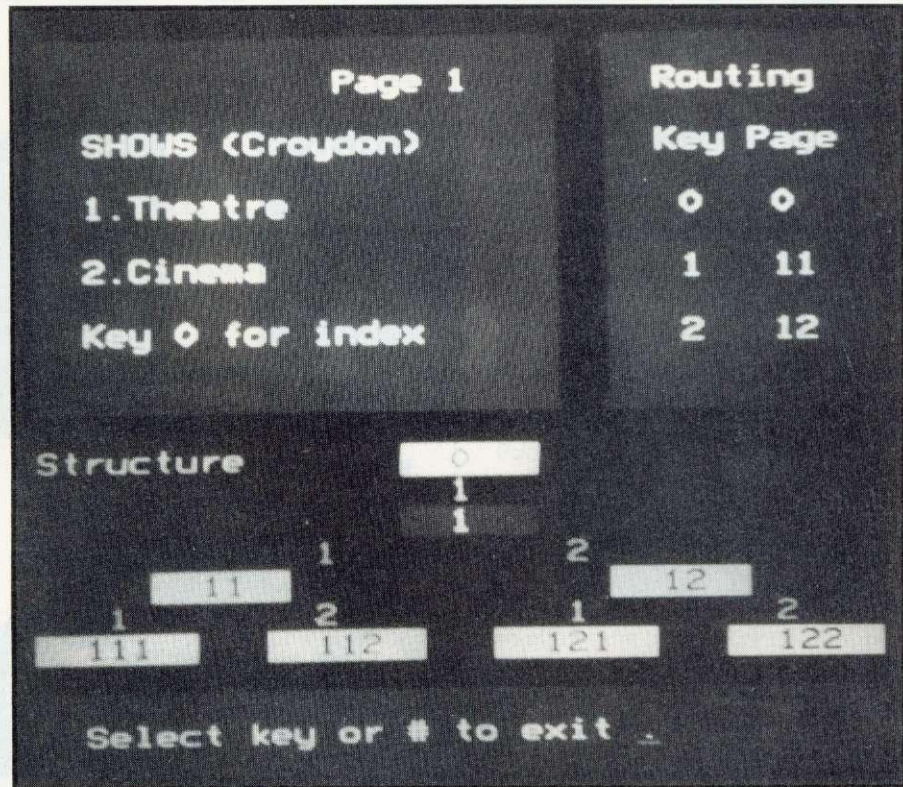 Page 1
SHOWS (Croydon)
1.Theatre
2.Cinema
Key 0 for index
Routing
Key Page
0 0
1 11
2 12
Structure 0
1
1
1 2
11 12
1 2 1 2
111 112 121 122
Select key or # to exit .